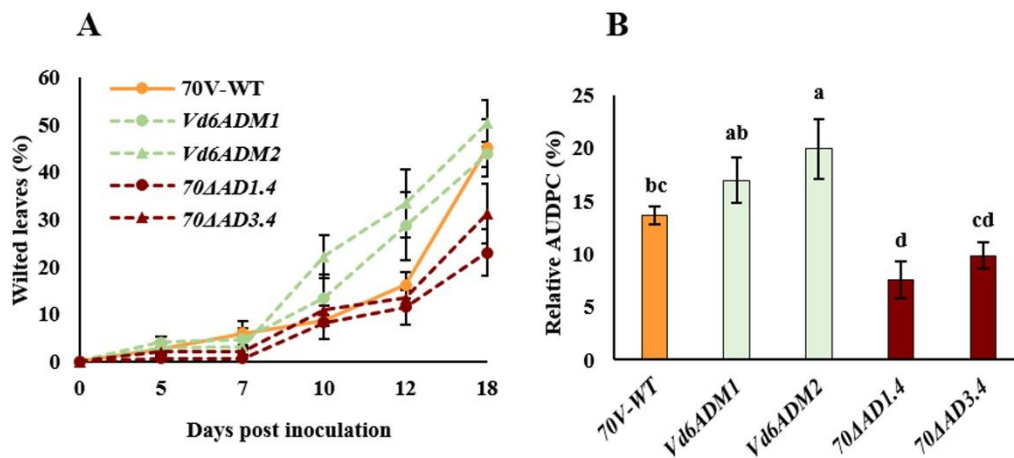 A
Wilted leaves (%)
60
50
40
30
20
10
0
70V-WT
Vd6ADM1
Vd6ADM2
70ΔAD1.4
70ΔAD3.4
0 5 7 10 12 18
Days post inoculation
B
Relative AUDPC (%)
25
20
15
10
5
0
bc
ab
a
d
cd
70V-WT
Vd6ADM1
Vd6ADM2
70ΔAD1.4
70ΔAD3.4